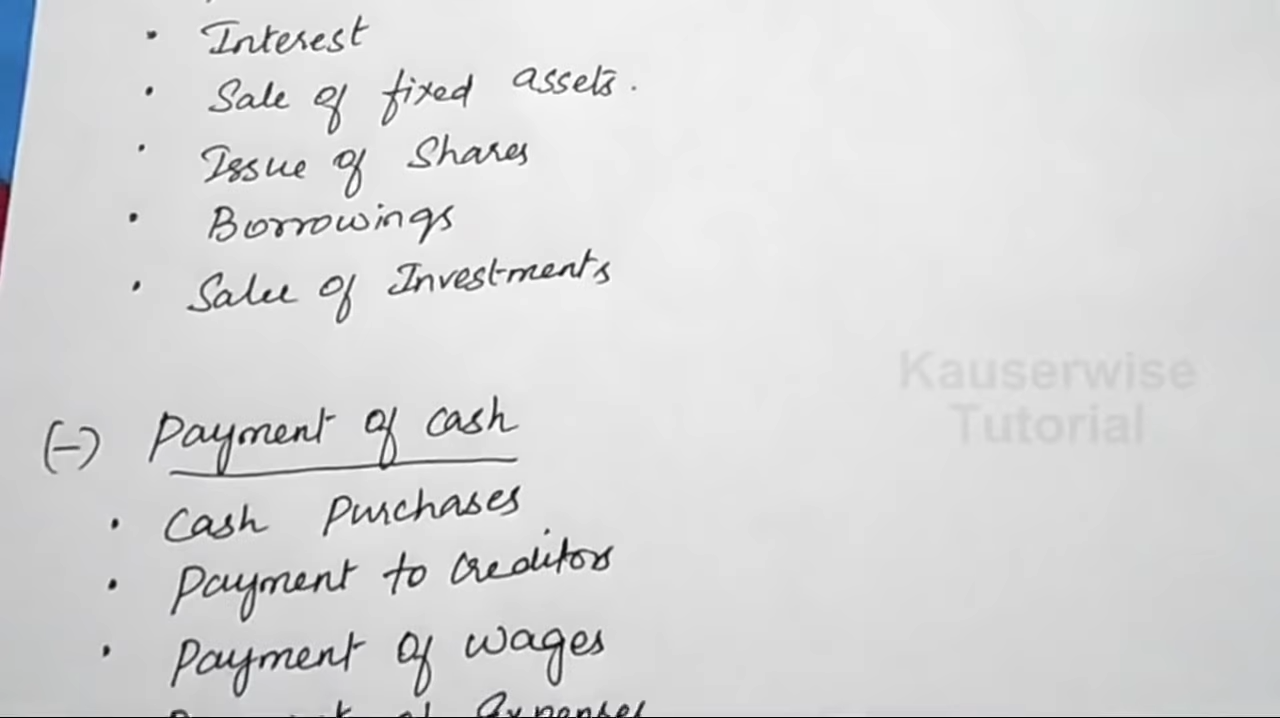 • Interest
• Sale of fixed assets.
• Issue of Shares
• Borrowings
• Sale of Investments
Kauserwise
Tutorial
(-) Payment of cash
• Cash Purchases
• Payment to creditors
• Payment of wages
Expenses